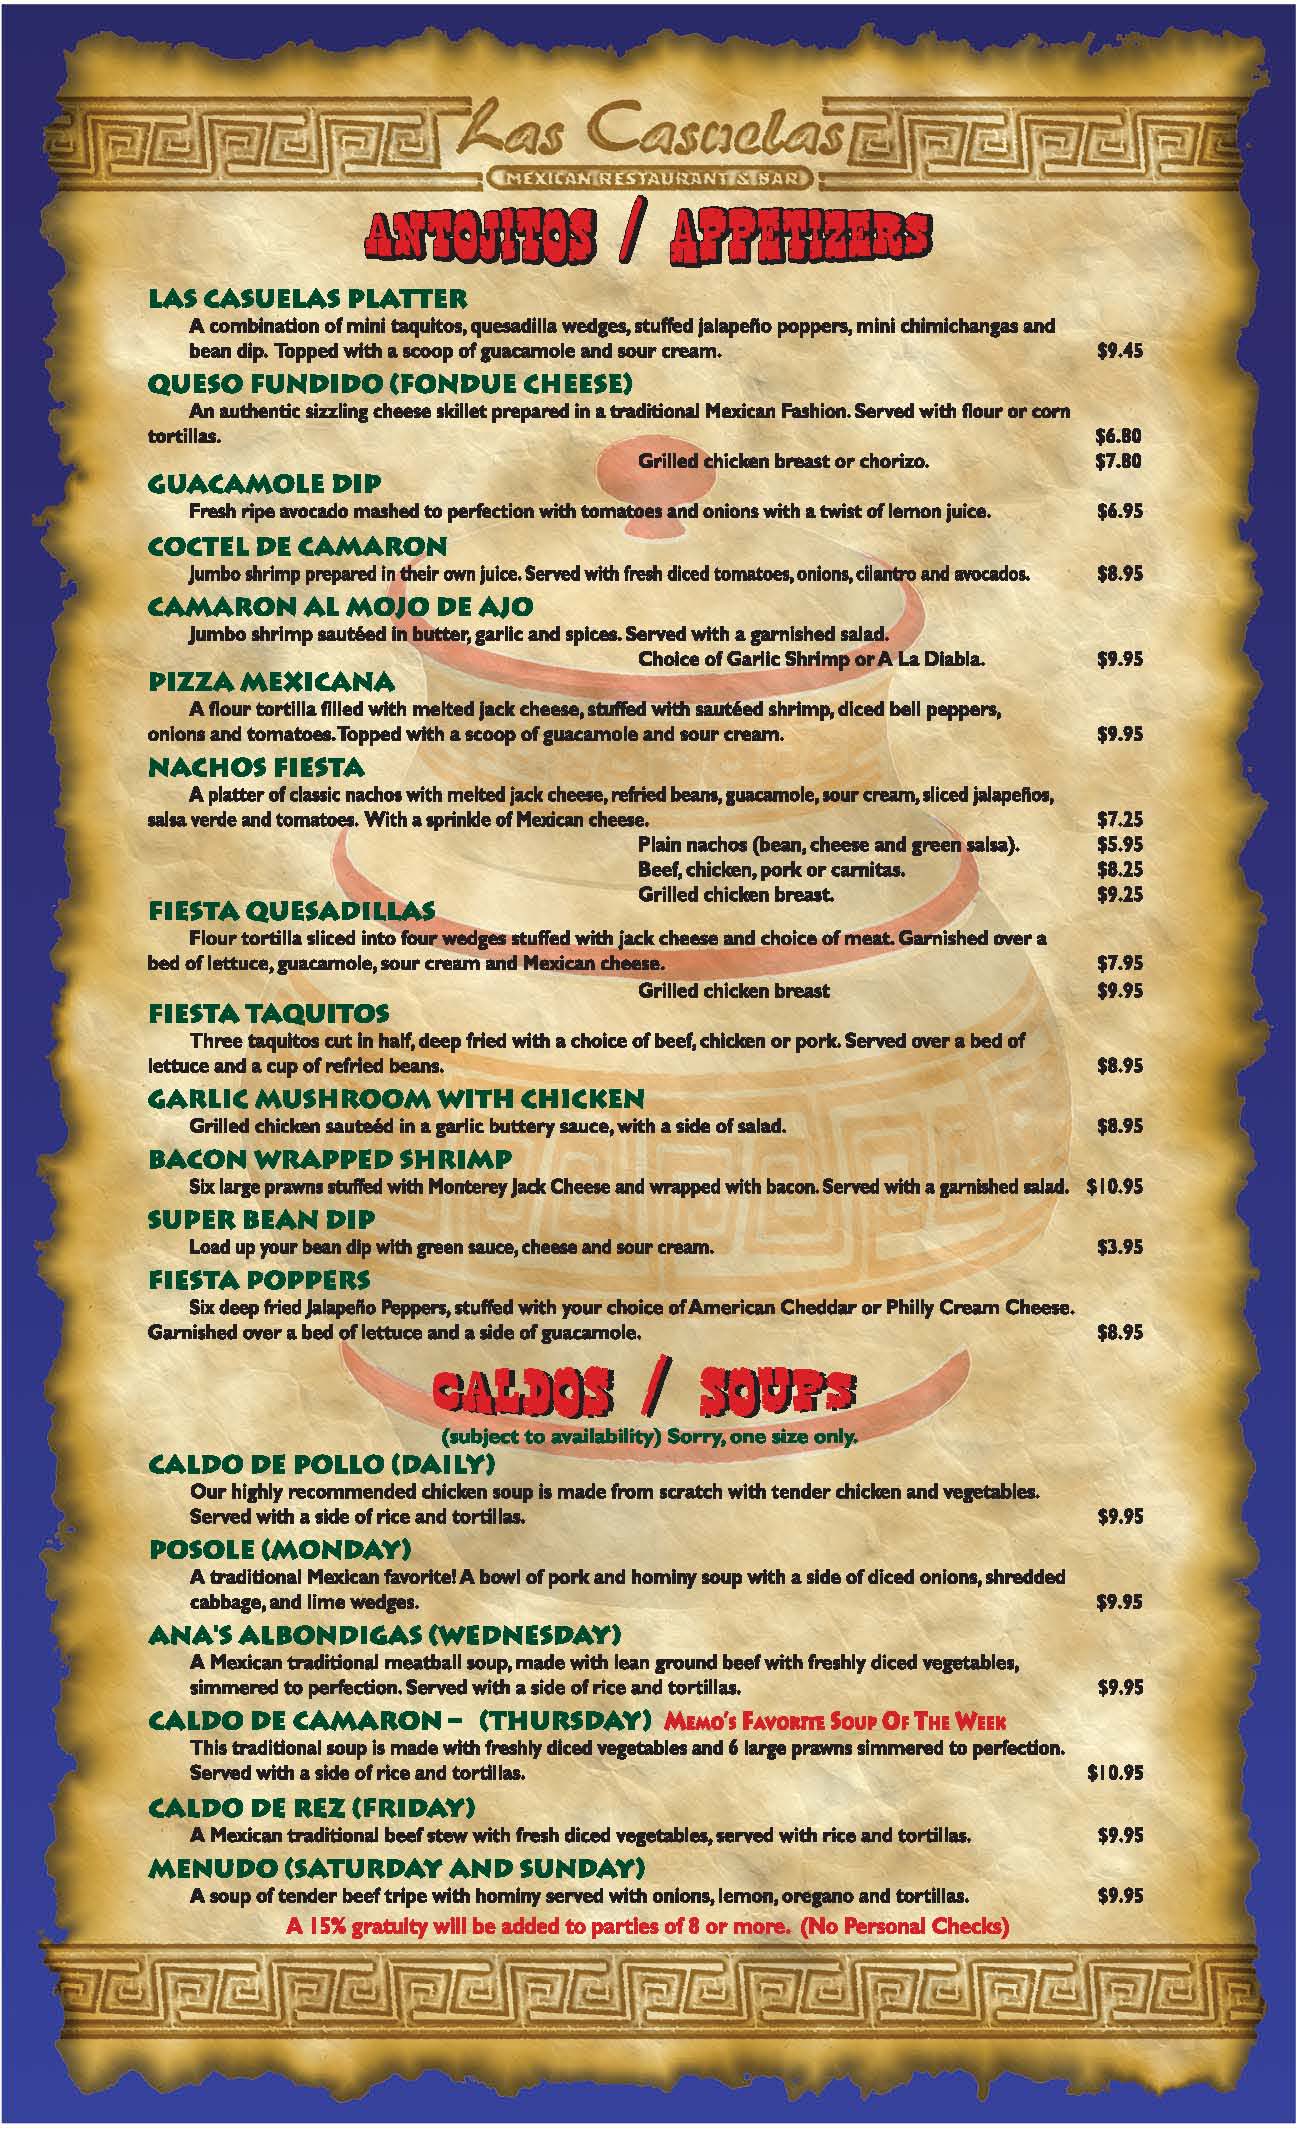 Las Casuelas
MEXICAN RESTAURANT & BAR
ANTOJITOS / APPETIZERS
LAS CASUELAS PLATTER
A combination of mini taquitos, quesadilla wedges, stuffed jalapeño poppers, mini chimichangas and
bean dip. Topped with a scoop of guacamole and sour cream. $9.45
QUESO FUNDIDO (FONDUE CHEESE)
An authentic sizzling cheese skillet prepared in a traditional Mexican Fashion. Served with flour or corn
tortillas. $6.80
Grilled chicken breast or chorizo. $7.80
GUACAMOLE DIP
Fresh ripe avocado mashed to perfection with tomatoes and onions with a twist of lemon juice. $6.95
COCTEL DE CAMARON
Jumbo shrimp prepared in their own juice. Served with fresh diced tomatoes, onions, cilantro and avocados. $8.95
CAMARON AL MOJO DE AJO
Jumbo shrimp sautéed in butter, garlic and spices. Served with a garnished salad.
Choice of Garlic Shrimp or A La Diabla. $9.95
PIZZA MEXICANA
A flour tortilla filled with melted jack cheese, stuffed with sautéed shrimp, diced bell peppers,
onions and tomatoes. Topped with a scoop of guacamole and sour cream. $9.95
NACHOS FIESTA
A platter of classic nachos with melted jack cheese, refried beans, guacamole, sour cream, sliced jalapeños,
salsa verde and tomatoes. With a sprinkle of Mexican cheese. $7.25
Plain nachos (bean, cheese and green salsa). $5.95
Beef, chicken, pork or carnitas. $8.25
Grilled chicken breast. $9.25
FIESTA QUESADILLAS
Flour tortilla sliced into four wedges stuffed with jack cheese and choice of meat. Garnished over a
bed of lettuce, guacamole, sour cream and Mexican cheese. $7.95
Grilled chicken breast $9.95
FIESTA TAQUITOS
Three taquitos cut in half, deep fried with a choice of beef, chicken or pork. Served over a bed of
lettuce and a cup of refried beans. $8.95
GARLIC MUSHROOM WITH CHICKEN
Grilled chicken sauteéd in a garlic buttery sauce, with a side of salad. $8.95
BACON WRAPPED SHRIMP
Six large prawns stuffed with Monterey Jack Cheese and wrapped with bacon. Served with a garnished salad. $10.95
SUPER BEAN DIP
Load up your bean dip with green sauce, cheese and sour cream. $3.95
FIESTA POPPERS
Six deep fried Jalapeño Peppers, stuffed with your choice of American Cheddar or Philly Cream Cheese.
Garnished over a bed of lettuce and a side of guacamole. $8.95
CALDOS / SOUPS
(subject to availability) Sorry, one size only.
CALDO DE POLLO (DAILY)
Our highly recommended chicken soup is made from scratch with tender chicken and vegetables.
Served with a side of rice and tortillas. $9.95
POSOLE (MONDAY)
A traditional Mexican favorite! A bowl of pork and hominy soup with a side of diced onions, shredded
cabbage, and lime wedges. $9.95
ANA'S ALBONDIGAS (WEDNESDAY)
A Mexican traditional meatball soup, made with lean ground beef with freshly diced vegetables,
simmered to perfection. Served with a side of rice and tortillas. $9.95
CALDO DE CAMARON – (THURSDAY) MEMO'S FAVORITE SOUP OF THE WEEK
This traditional soup is made with freshly diced vegetables and 6 large prawns simmered to perfection.
Served with a side of rice and tortillas. $10.95
CALDO DE REZ (FRIDAY)
A Mexican traditional beef stew with fresh diced vegetables, served with rice and tortillas. $9.95
MENUDO (SATURDAY AND SUNDAY)
A soup of tender beef tripe with hominy served with onions, lemon, oregano and tortillas. $9.95
A 15% gratuity will be added to parties of 8 or more. (No Personal Checks)